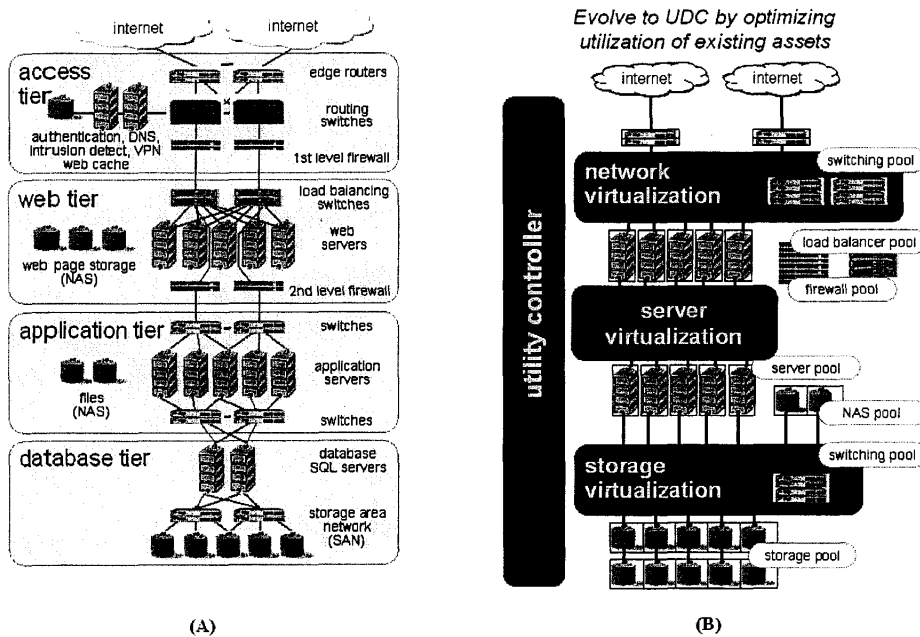 internet
internet
access
tier
edge routers
routing
switches
authentication, DNS,
intrusion detect, VPN
web cache
1st level firewall
web tier
load balancing
switches
web
servers
web page storage
(NAS)
2nd level firewall
application tier
switches
application
servers
files
(NAS)
switches
database tier
database
SQL servers
storage area
network
(SAN)
(A)
Evolve to UDC by optimizing
utilization of existing assets
internet
internet
utility controller
switching pool
network
virtualization
load balancer pool
firewall pool
server
virtualization
server pool
NAS pool
switching pool
storage
virtualization
storage pool
(B)